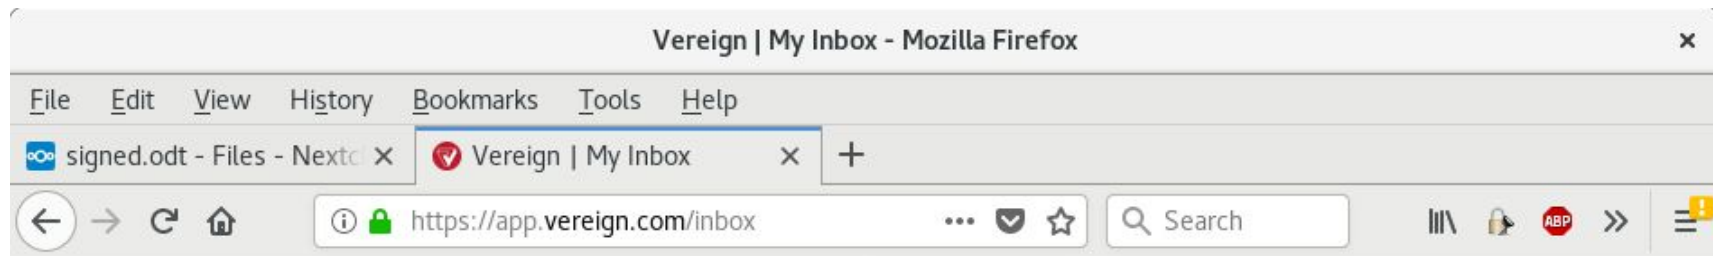 Vereign | My Inbox - Mozilla Firefox
File Edit View History Bookmarks Tools Help
signed.odt - Files - Nextc Vereign | My Inbox
https://app.vereign.com/inbox Search ABP